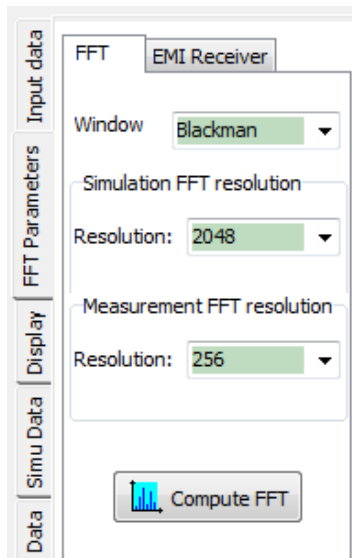 Input data
FFT Parameters
Display
Simu Data
Data
FFT
EMI Receiver
Window
Blackman
Simulation FFT resolution
Resolution:
2048
Measurement FFT resolution
Resolution:
256
Compute FFT